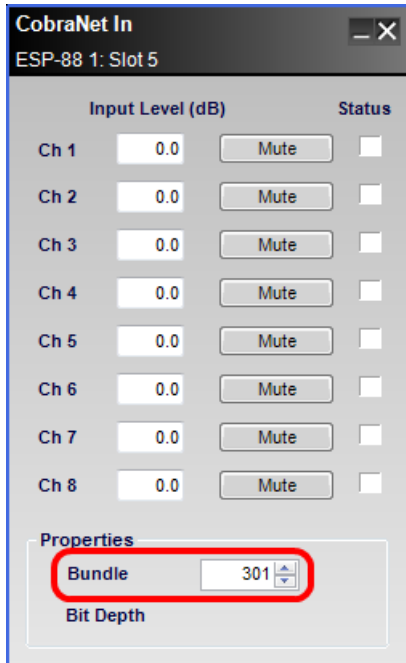 CobraNet In
ESP-88 1: Slot 5
Input Level (dB) Status
Ch 1 0.0 Mute
Ch 2 0.0 Mute
Ch 3 0.0 Mute
Ch 4 0.0 Mute
Ch 5 0.0 Mute
Ch 6 0.0 Mute
Ch 7 0.0 Mute
Ch 8 0.0 Mute
Properties
Bundle 301
Bit Depth